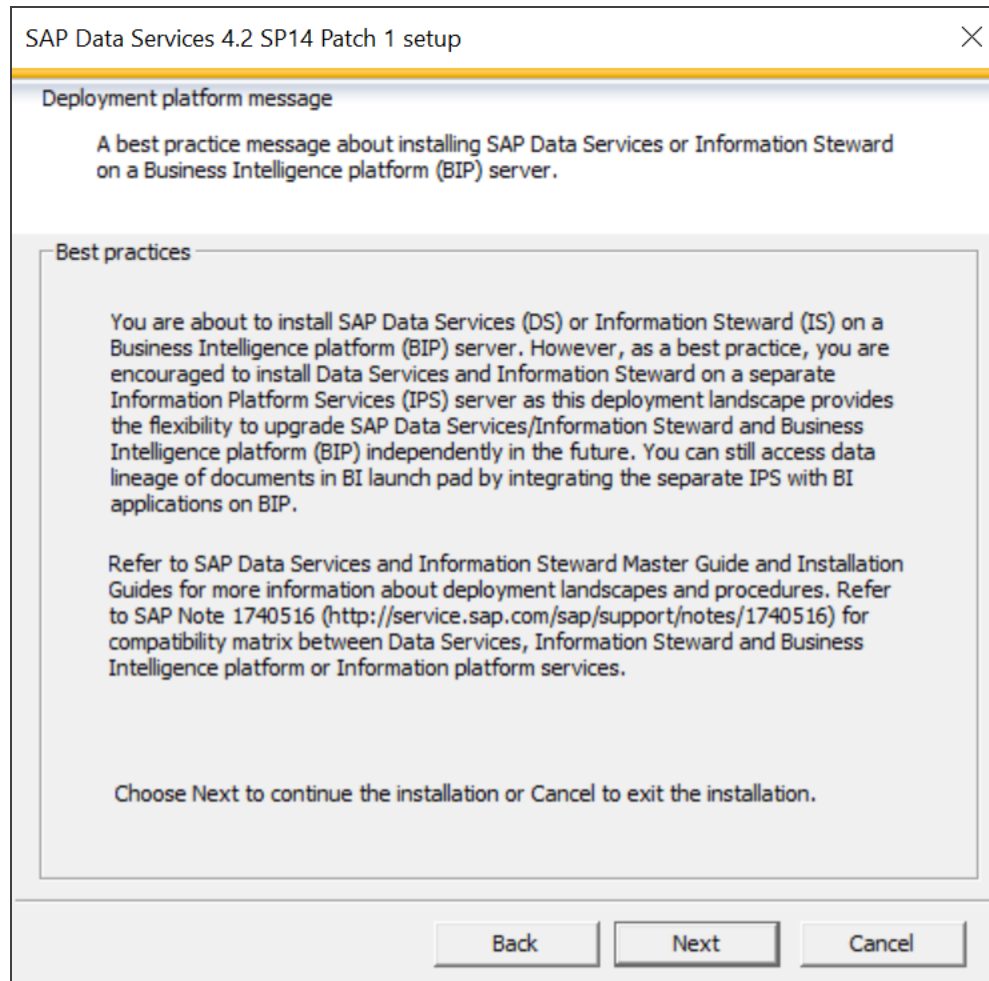 SAP Data Services 4.2 SP14 Patch 1 setup
Deployment platform message
A best practice message about installing SAP Data Services or Information Steward
on a Business Intelligence platform (BIP) server.
Best practices
You are about to install SAP Data Services (DS) or Information Steward (IS) on a
Business Intelligence platform (BIP) server. However, as a best practice, you are
encouraged to install Data Services and Information Steward on a separate
Information Platform Services (IPS) server as this deployment landscape provides
the flexibility to upgrade SAP Data Services/Information Steward and Business
Intelligence platform (BIP) independently in the future. You can still access data
lineage of documents in BI launch pad by integrating the separate IPS with BI
applications on BIP.
Refer to SAP Data Services and Information Steward Master Guide and Installation
Guides for more information about deployment landscapes and procedures. Refer
to SAP Note 1740516 (http://service.sap.com/sap/support/notes/1740516) for
compatibility matrix between Data Services, Information Steward and Business
Intelligence platform or Information platform services.
Choose Next to continue the installation or Cancel to exit the installation.
Back Next Cancel